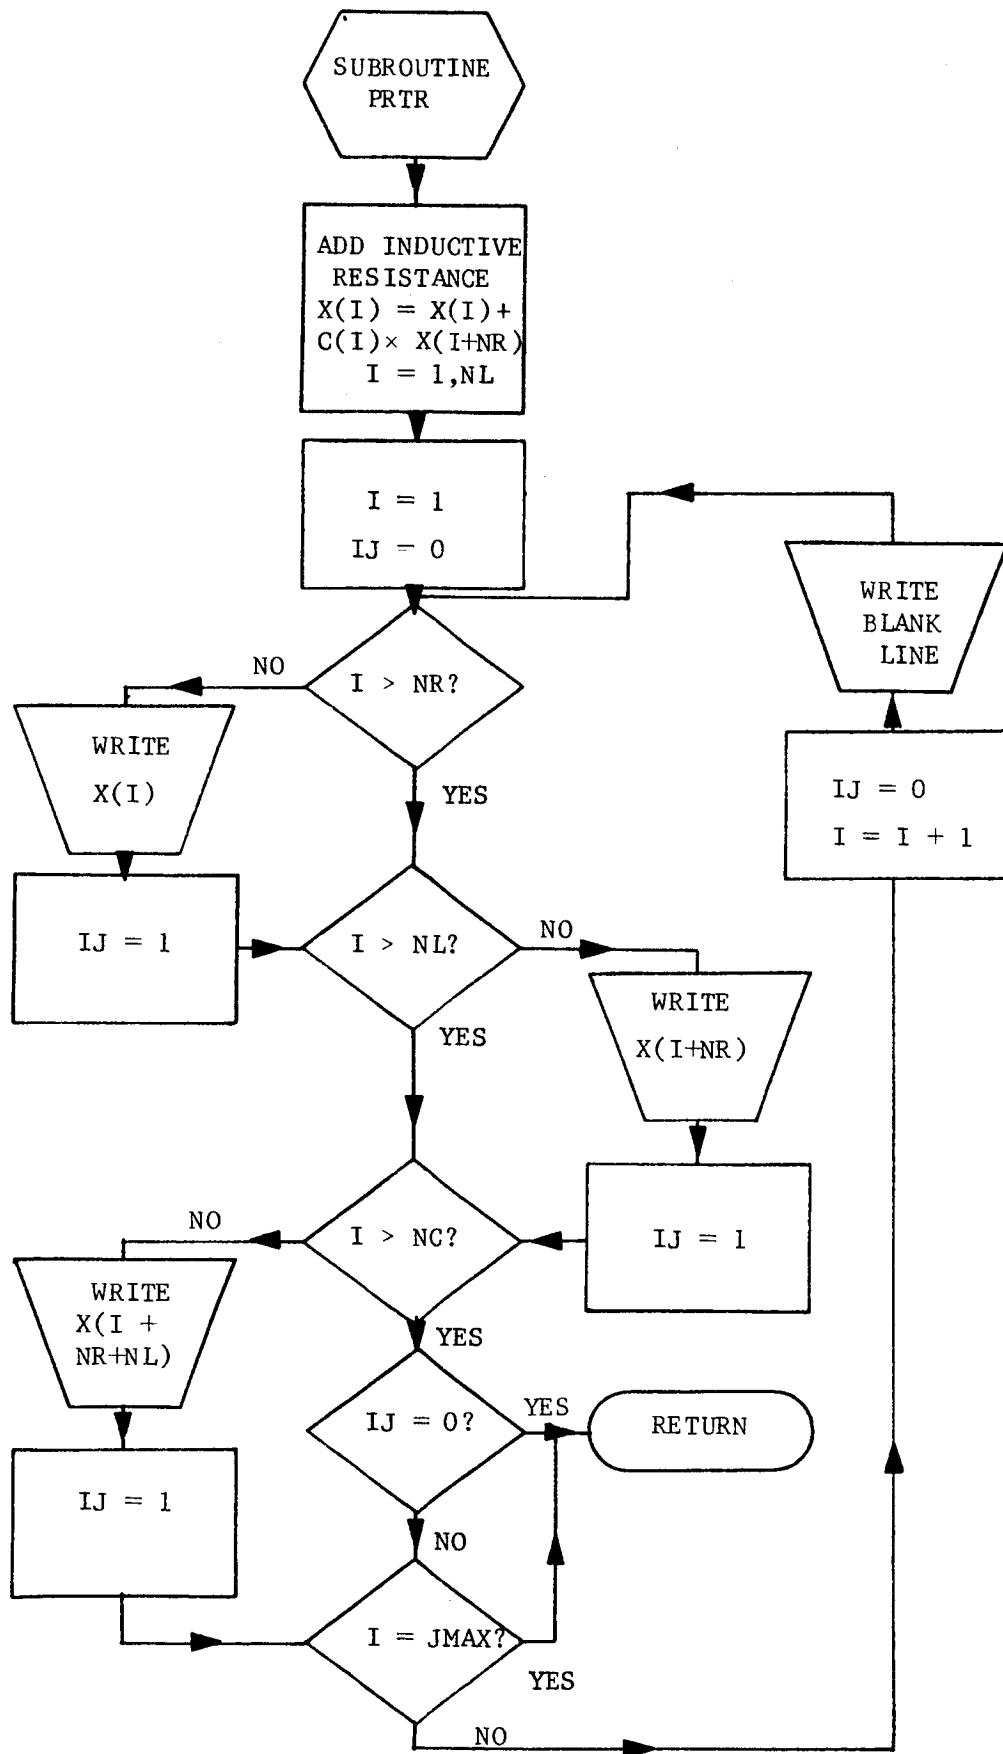 SUBROUTINE
PRTR
ADD INDUCTIVE
RESISTANCE
X(I) = X(I)+
C(I)× X(I+NR)
I = 1,NL
I = 1
IJ = 0
WRITE
BLANK
LINE
NO
I > NR?
WRITE
X(I)
YES
IJ = 0
I = I + 1
IJ = 1
I > NL?
NO
WRITE
X(I+NR)
YES
NO
I > NC?
IJ = 1
WRITE
X(I +
NR+NL)
YES
IJ = 0?
YES
RETURN
IJ = 1
NO
I = JMAX?
YES
NO